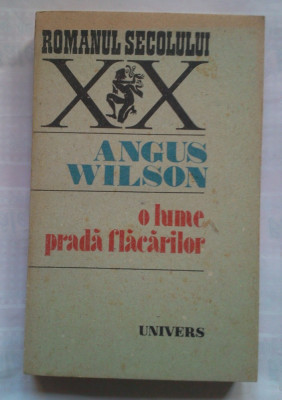 ROMANUL SECOLULUI
XX
ANGUS
WILSON
o lume
pradă flăcărilor
UNIVERS